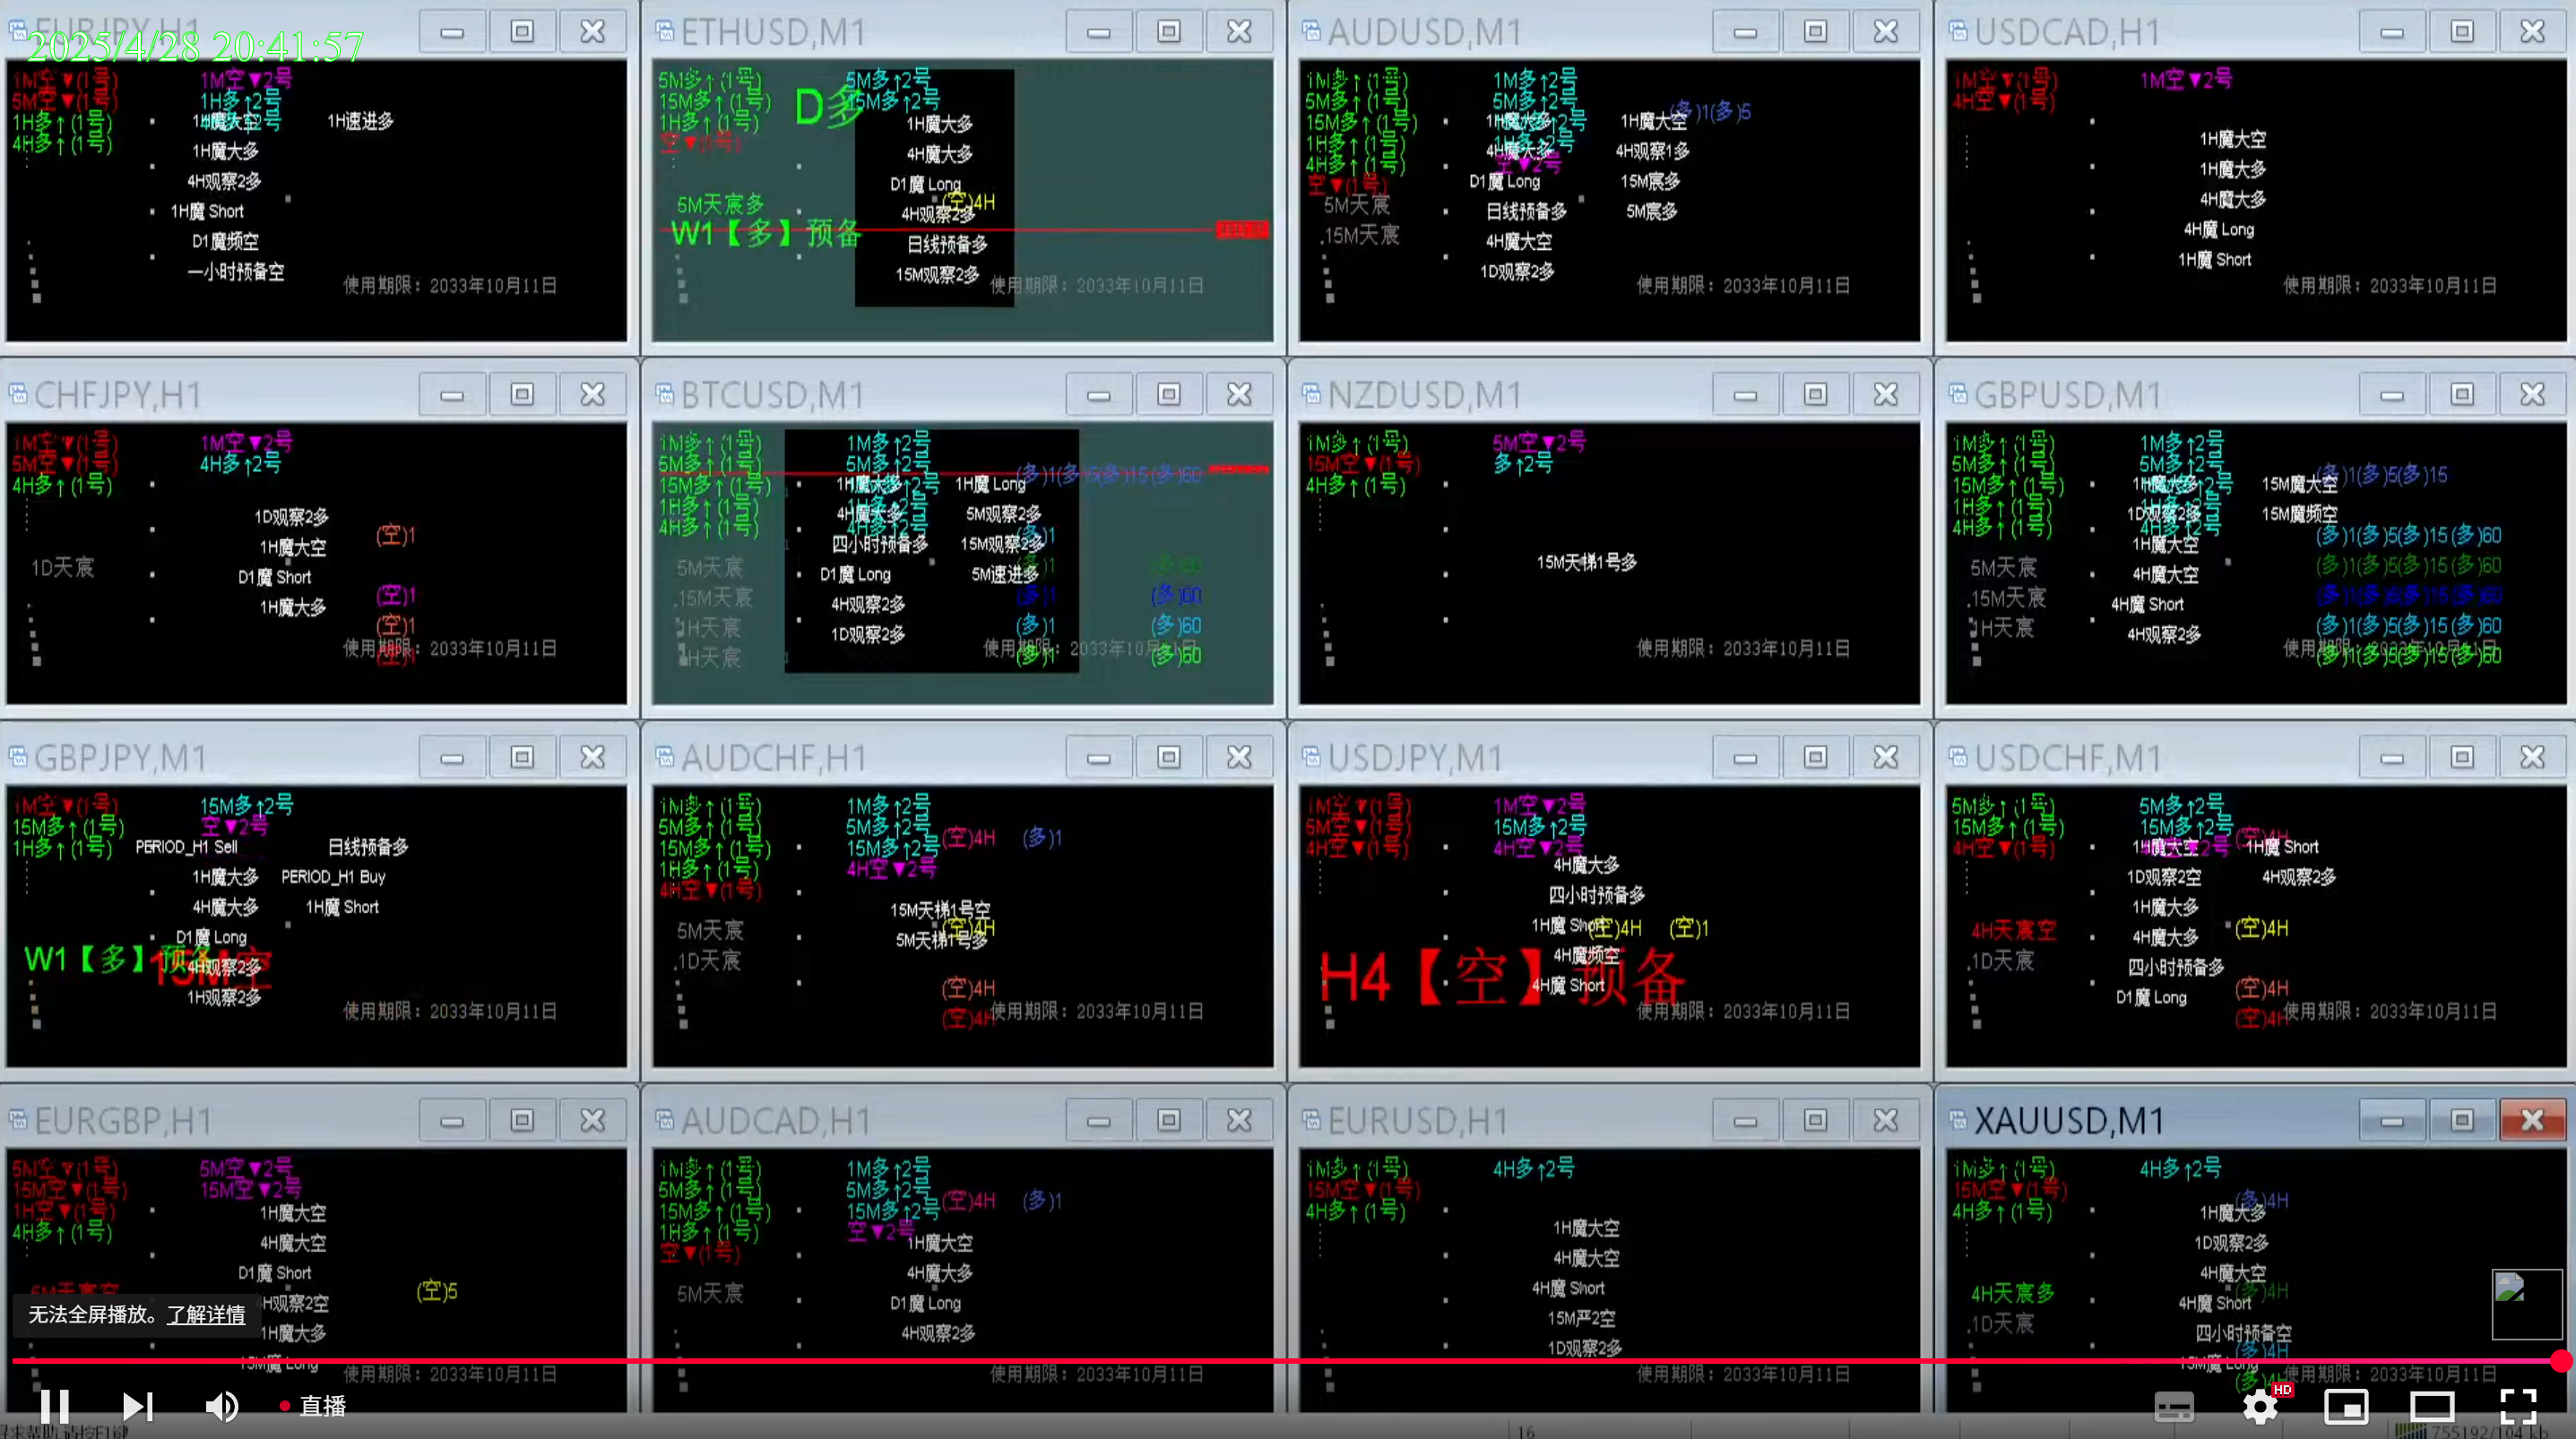 EURJPY,H1
2025/4/28 20:41:57
1M空▼(1号)
5M空▼(1号)
1H多↑(1号)
4H多↑(1号)
1M空▼2号
1H多↑2号
1H速进多
1H魔大多
4H观察2多
1H魔 Short
D1魔频空
一小时预备空
使用期限：2033年10月11日
ETHUSD,M1
5M多↑(1号)
15M多↑(1号)
1H多↑(1号)
空▼(1号)
D多
5M多↑2号
15M多↑2号
1H魔大多
4H魔大多
D1魔 Long
5M天宸多
(空)4H
4H观察2多
W1【多】预备
日线预备多
15M观察2多
使用期限：2033年10月11日
AUDUSD,M1
1M多↑(1号)
5M多↑(1号)
15M多↑(1号)
1H多↑(1号)
4H多↑(1号)
空▼(1号)
1M多↑2号
5M多↑2号
(多)1(多)5
1H魔大空
4H观察1多
空▼2号
D1魔 Long
15M宸多
5M天宸
日线预备多
5M宸多
.15M天宸
4H魔大空
1D观察2多
使用期限：2033年10月11日
USDCAD,H1
1M空▼(1号)
4H空▼(1号)
1M空▼2号
1H魔大空
1H魔大多
4H魔大多
4H魔 Long
1H魔 Short
使用期限：2033年10月11日
CHFJPY,H1
1M空▼(1号)
5M空▼(1号)
4H多↑(1号)
1M空▼2号
4H多↑2号
1D观察2多
(空)1
1H魔大空
1D天宸
D1魔 Short
(空)1
1H魔大多
(空)1
(空)1
使用期限：2033年10月11日
BTCUSD,M1
1M多↑(1号)
5M多↑(1号)
15M多↑(1号)
1H多↑(1号)
4H多↑(1号)
1M多↑2号
5M多↑2号
(多)1(多)5(多)15(多)60
1H魔 Long
4H魔大多
5M观察2多
四小时预备多
15M观察2多
D1魔 Long
5M速进多
(多)60
5M天宸
4H观察2多
(多)1
(多)60
.15M天宸
1D观察2多
(多)1
(多)60
1H天宸
4H天宸
(多)1
(多)60
使用期限：2033年10月11日
NZDUSD,M1
1M多↑(1号)
15M空▼(1号)
4H多↑(1号)
5M空▼2号
多↑2号
15M天梯1号多
使用期限：2033年10月11日
GBPUSD,M1
1M多↑(1号)
5M多↑(1号)
15M多↑(1号)
1H多↑(1号)
4H多↑(1号)
1M多↑2号
5M多↑2号
(多)1(多)5(多)15
15M魔大空
1D观察2多
15M魔频空
1H魔大空
(多)1(多)5(多)15(多)60
4H魔大空
(多)1(多)5(多)15(多)60
5M天宸
4H魔 Short
(多)1(多)5(多)15(多)60
.15M天宸
4H观察2多
(多)1(多)5(多)15(多)60
1H天宸
(多)1(多)5(多)15(多)60
GBPJPY,M1
1M空▼(1号)
15M多↑(1号)
1H多↑(1号)
15M多↑2号
空▼2号
PERIOD_H1 Sell
日线预备多
1H魔大多
PERIOD_H1 Buy
4H魔大多
1H魔 Short
D1魔 Long
W1【多】预备
15M空
4H观察2多
1H观察2多
使用期限：2033年10月11日
AUDCHF,H1
1M多↑(1号)
5M多↑(1号)
15M多↑(1号)
1H多↑(1号)
4H空▼(1号)
1M多↑2号
5M多↑2号
15M多↑2号
4H空▼2号
(空)4H
(多)1
15M天梯1号空
(空)4H
5M天梯1号多
5M天宸
.1D天宸
(空)4H
(空)4H
使用期限：2033年10月11日
USDJPY,M1
1M空▼(1号)
5M空▼(1号)
4H空▼(1号)
1M空▼2号
15M多↑2号
4H空▼2号
4H魔大多
四小时预备多
1H魔 Short
(空)4H
(空)1
4H魔频空
H4【空】预备
4H魔 Short
使用期限：2033年10月11日
USDCHF,M1
5M多↑(1号)
15M多↑(1号)
4H空▼(1号)
5M多↑2号
15M多↑2号
(空)4H
1H魔大空
1H魔 Short
1D观察2空
4H观察2多
1H魔大多
4H魔大多
(空)4H
4H天宸空
四小时预备多
.1D天宸
D1魔 Long
(空)4H
(空)4H
使用期限：2033年10月11日
EURGBP,H1
5M空▼(1号)
15M空▼(1号)
1H空▼(1号)
4H多↑(1号)
5M空▼2号
15M空▼2号
1H魔大空
4H魔大空
D1魔 Short
(空)5
4H观察2空
1H魔大多
15M魔 Long
使用期限：2033年10月11日
AUDCAD,H1
1M多↑(1号)
5M多↑(1号)
15M多↑(1号)
1H多↑(1号)
空▼(1号)
1M多↑2号
5M多↑2号
15M多↑2号
空▼2号
(空)4H
(多)1
1H魔大空
4H魔大多
5M天宸
D1魔 Long
4H观察2多
使用期限：2033年10月11日
EURUSD,H1
1M多↑(1号)
15M空▼(1号)
4H多↑(1号)
4H多↑2号
1H魔大空
4H魔大空
4H魔 Short
15M严2空
1D观察2多
使用期限：2033年10月11日
XAUUSD,M1
1M多↑(1号)
15M空▼(1号)
4H多↑(1号)
4H多↑2号
(多)4H
1H魔大多
1D观察2多
4H魔大空
(多)4H
4H天宸多
4H魔 Short
.1D天宸
四小时预备空
(多)4H
15M魔 Long
使用期限：2033年10月11日
无法全屏播放。了解详情
直播
HD
16
755192/104 kb